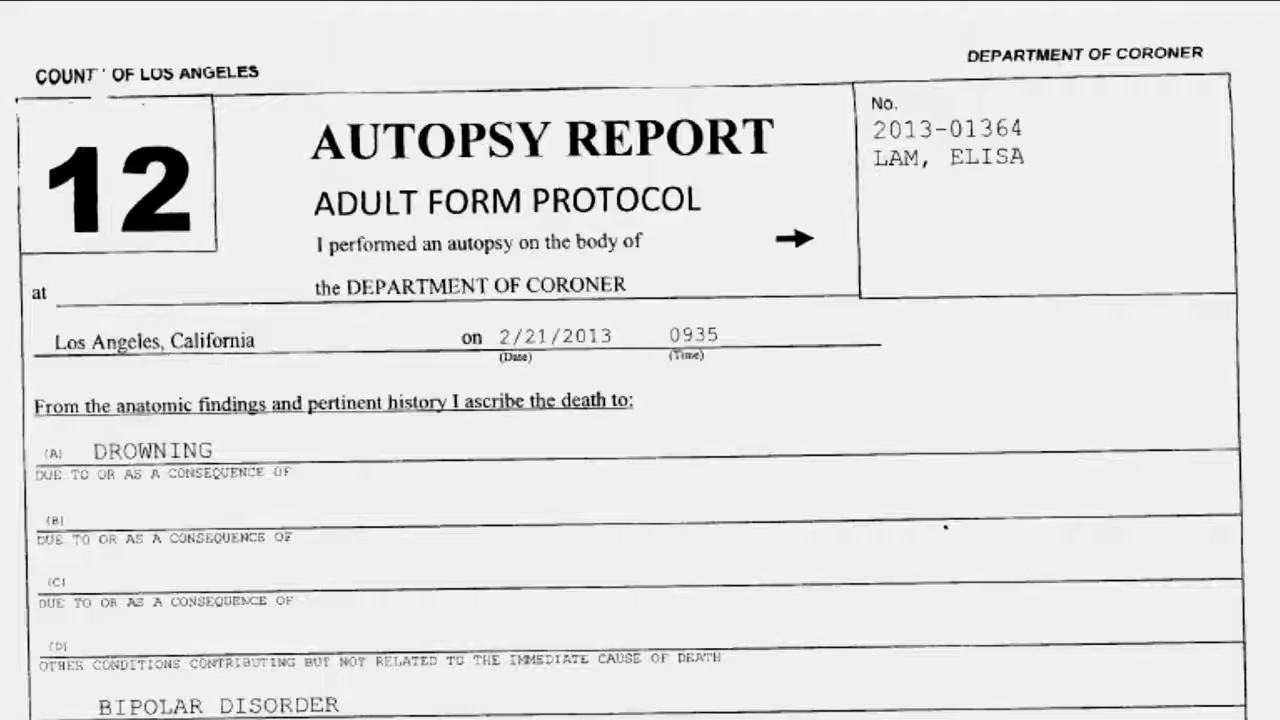 COUNT OF LOS ANGELES
DEPARTMENT OF CORONER
12
AUTOPSY REPORT
ADULT FORM PROTOCOL
I performed an autopsy on the body of
the DEPARTMENT OF CORONER
No.
2013-01364
LAM, ELISA
at
Los Angeles, California on 2/21/2013 0935
(Date) (Time)
From the anatomic findings and pertinent history I ascribe the death to:
(A) DROWNING
DUE TO OR AS A CONSEQUENCE OF
(B)
DUE TO OR AS A CONSEQUENCE OF
(C)
DUE TO OR AS A CONSEQUENCE OF
(D)
OTHER CONDITIONS CONTRIBUTING BUT NOT RELATED TO THE IMMEDIATE CAUSE OF DEATH
BIPOLAR DISORDER